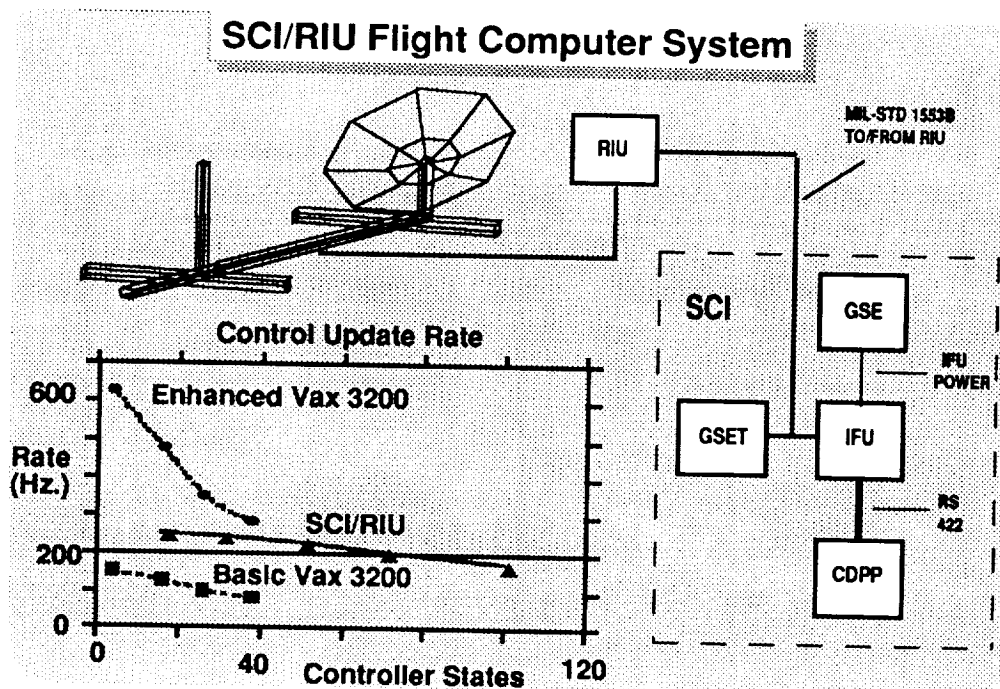 SCI/RIU Flight Computer System
MIL-STD 1553B
TO/FROM RIU
RIU
SCI
GSE
IFU
POWER
GSET
IFU
RS
422
CDPP
Control Update Rate
600
Enhanced Vax 3200
Rate
(Hz.)
SCI/RIU
200
Basic Vax 3200
0
0
40
120
Controller States